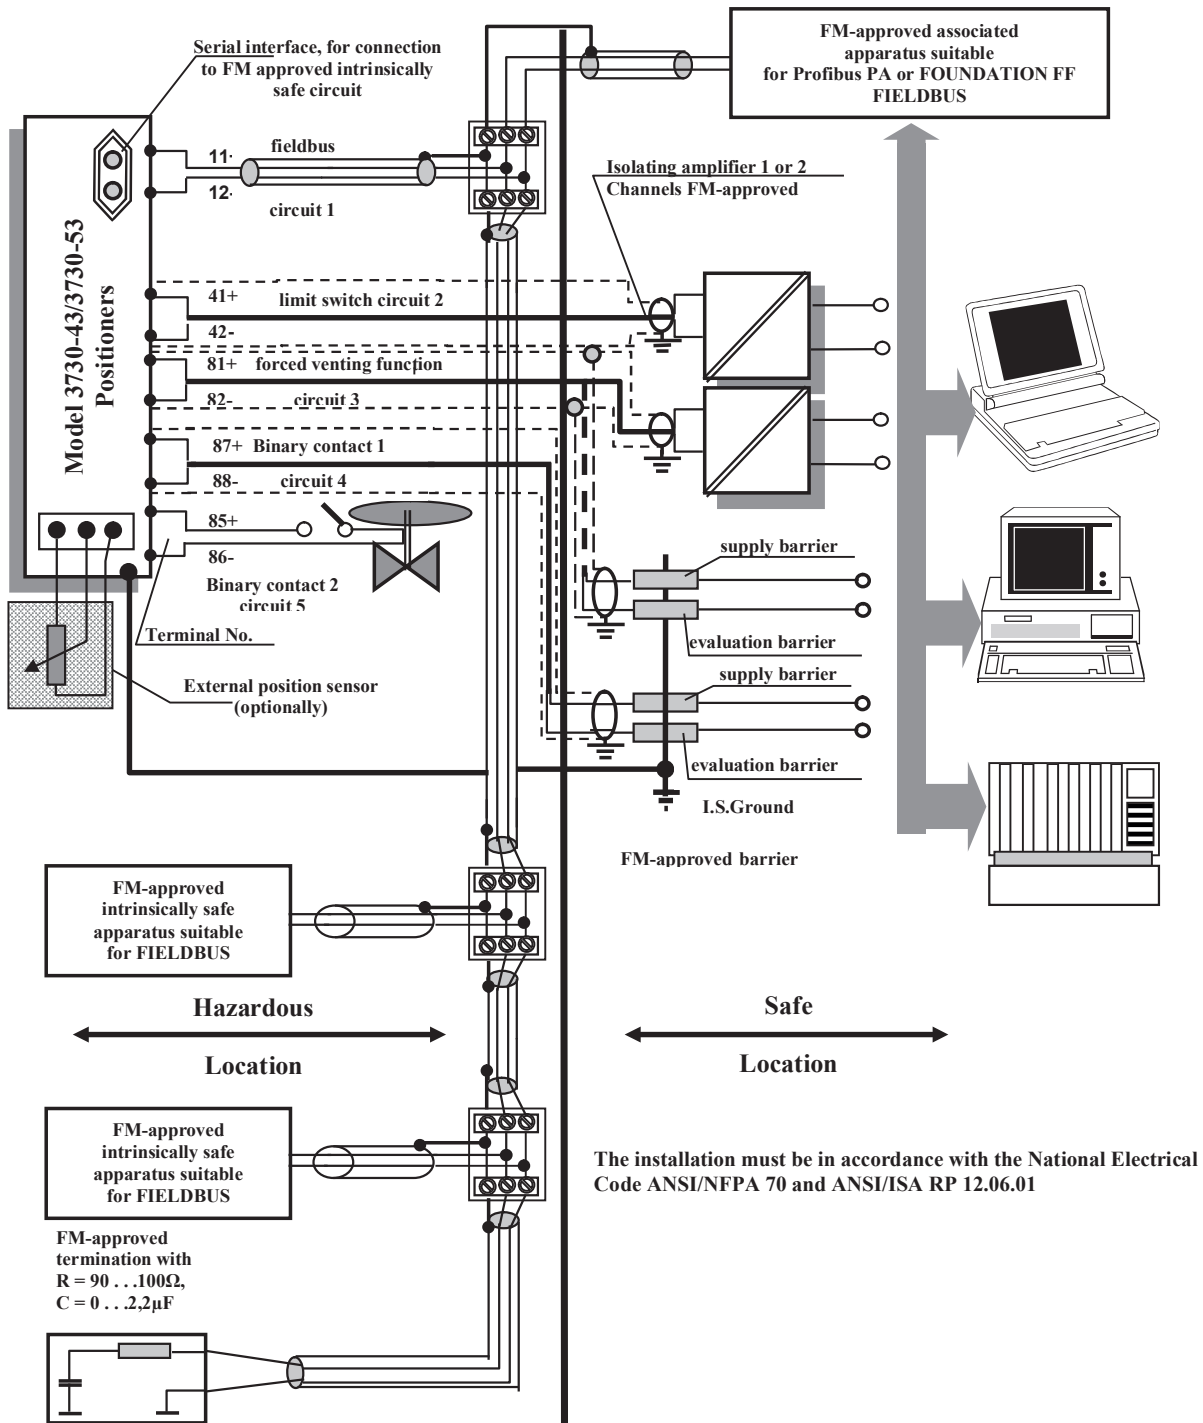 FM-approved associated
apparatus suitable
for Profibus PA or FOUNDATION FF
FIELDBUS
Serial interface, for connection
to FM approved intrinsically
safe circuit
11·
fieldbus
12·
circuit 1
Isolating amplifier 1 or 2
Channels FM-approved
Model 3730-43/3730-53
Positioners
41+ limit switch circuit 2
42-
81+ forced venting function
82- circuit 3
87+ Binary contact 1
88- circuit 4
85+
86-
Binary contact 2
circuit 5
Terminal No.
External position sensor
(optionally)
supply barrier
evaluation barrier
supply barrier
evaluation barrier
I.S.Ground
FM-approved barrier
FM-approved
intrinsically safe
apparatus suitable
for FIELDBUS
Hazardous
Location
Safe
Location
FM-approved
intrinsically safe
apparatus suitable
for FIELDBUS
The installation must be in accordance with the National Electrical
Code ANSI/NFPA 70 and ANSI/ISA RP 12.06.01
FM-approved
termination with
R = 90 . . .100Ω,
C = 0 . . .2,2µF